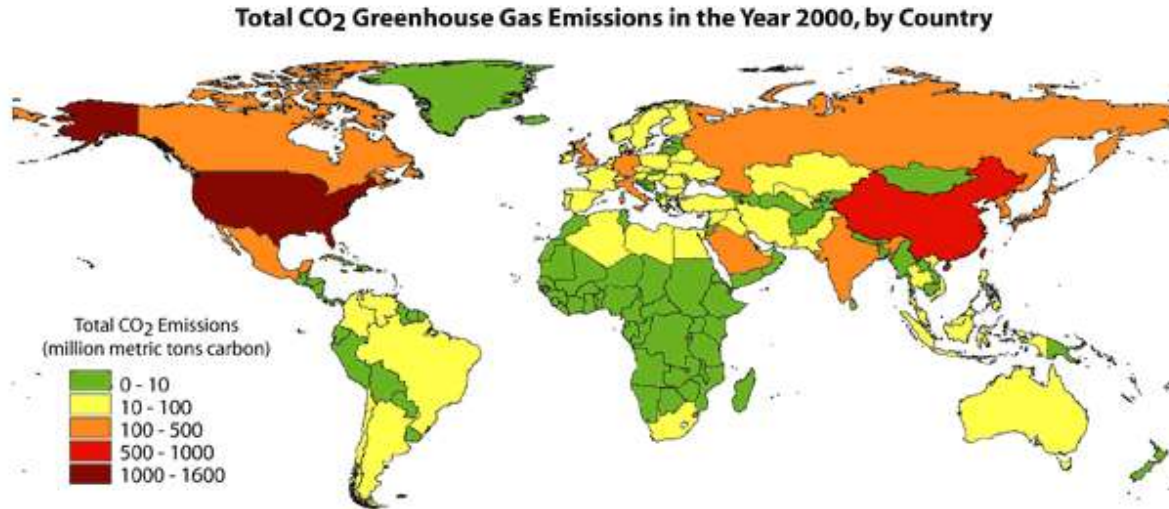 Total CO2 Greenhouse Gas Emissions in the Year 2000, by Country
Total CO2 Emissions
(million metric tons carbon)
0 - 10
10 - 100
100 - 500
500 - 1000
1000 - 1600